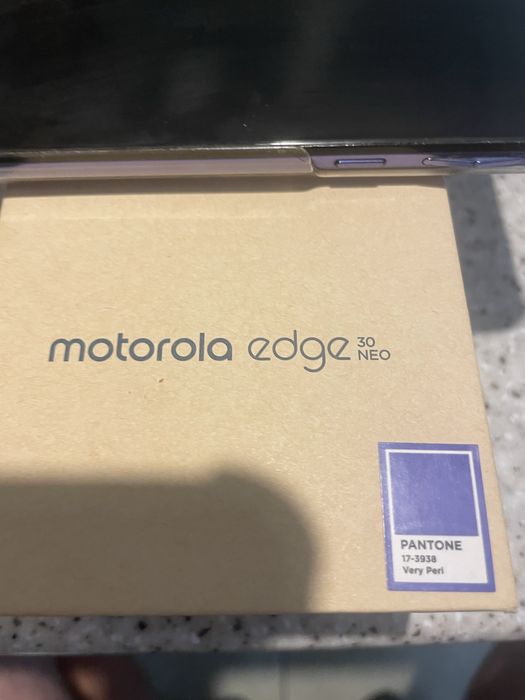 motorola edge 30 NEO
PANTONE
17-3938
Very Peri